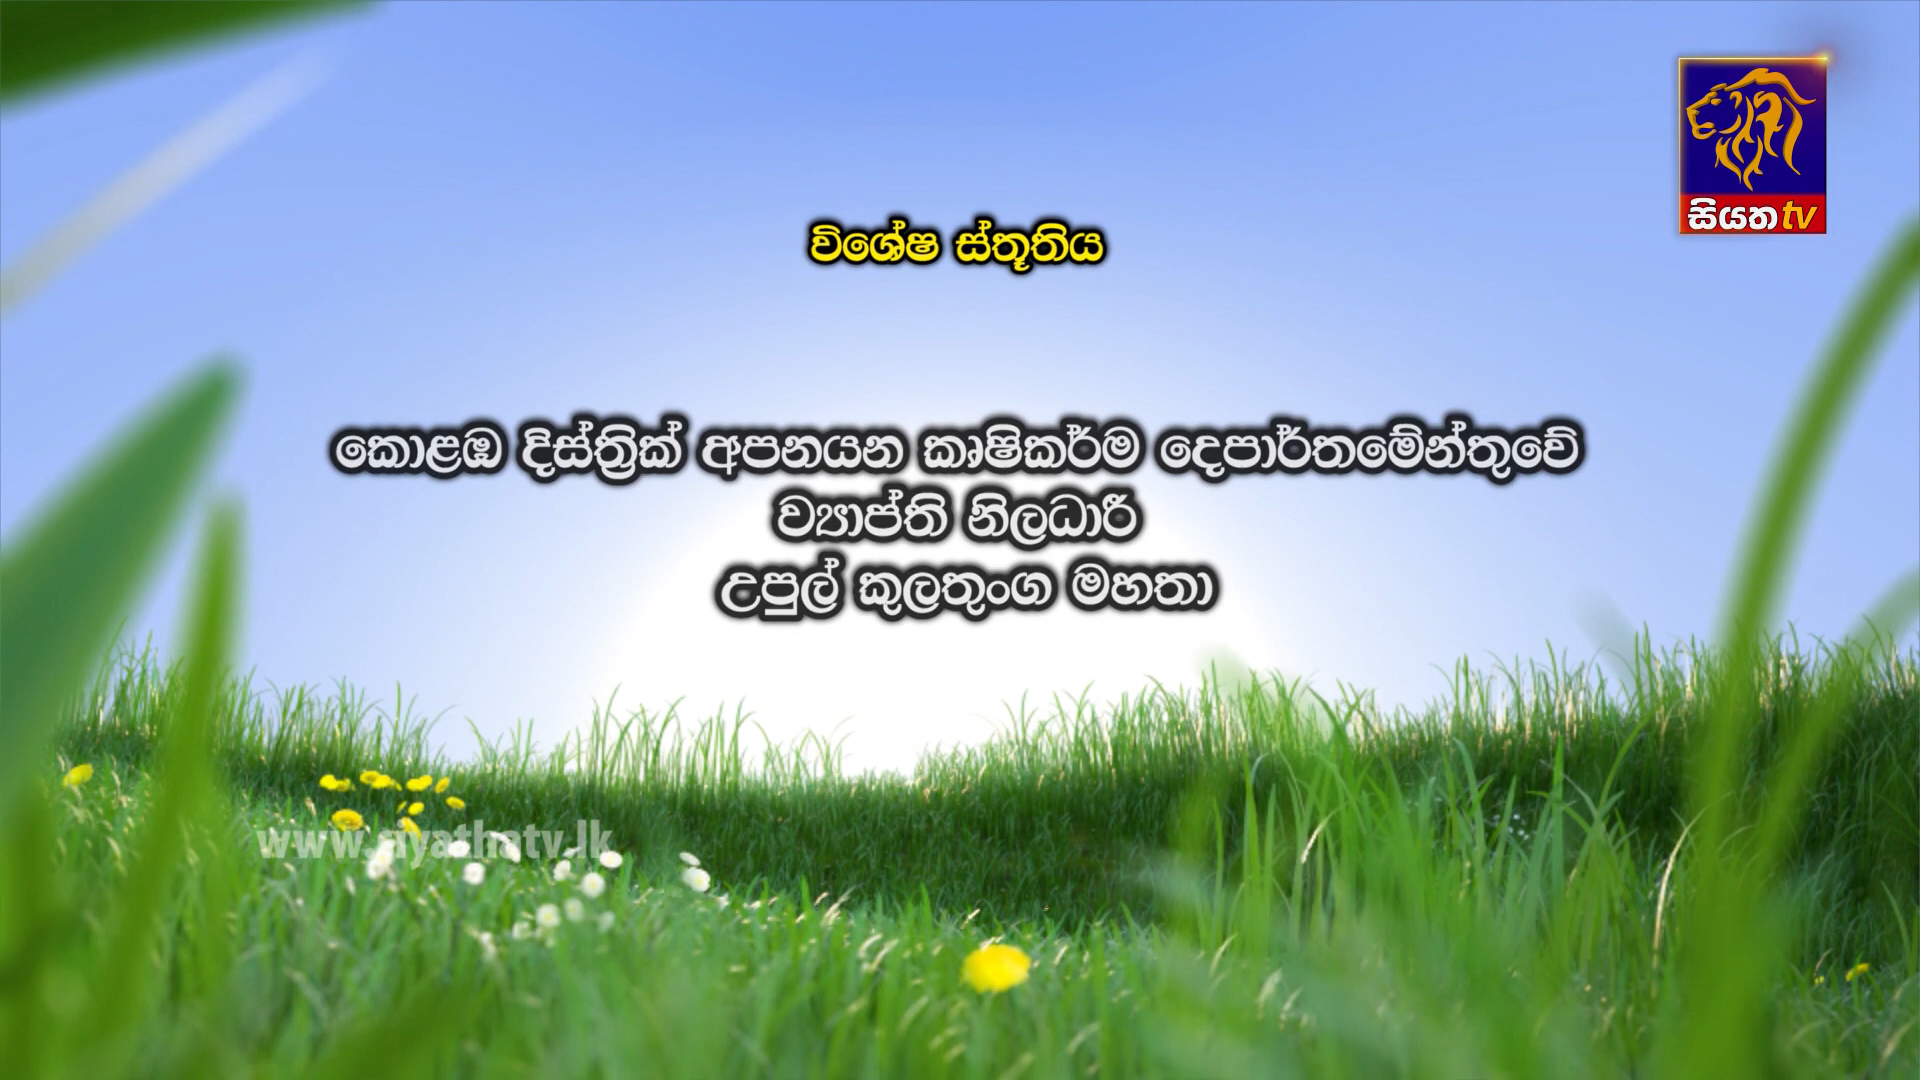 සියත tv
විශේෂ ස්තූතිය
කොළඹ දිස්ත්‍රික් අපනයන කෘෂිකර්ම දෙපාර්තමේන්තුවේ
ව්‍යාප්ති නිලධාරී
උපුල් කුලතුංග මහතා
www.siyathatv.lk